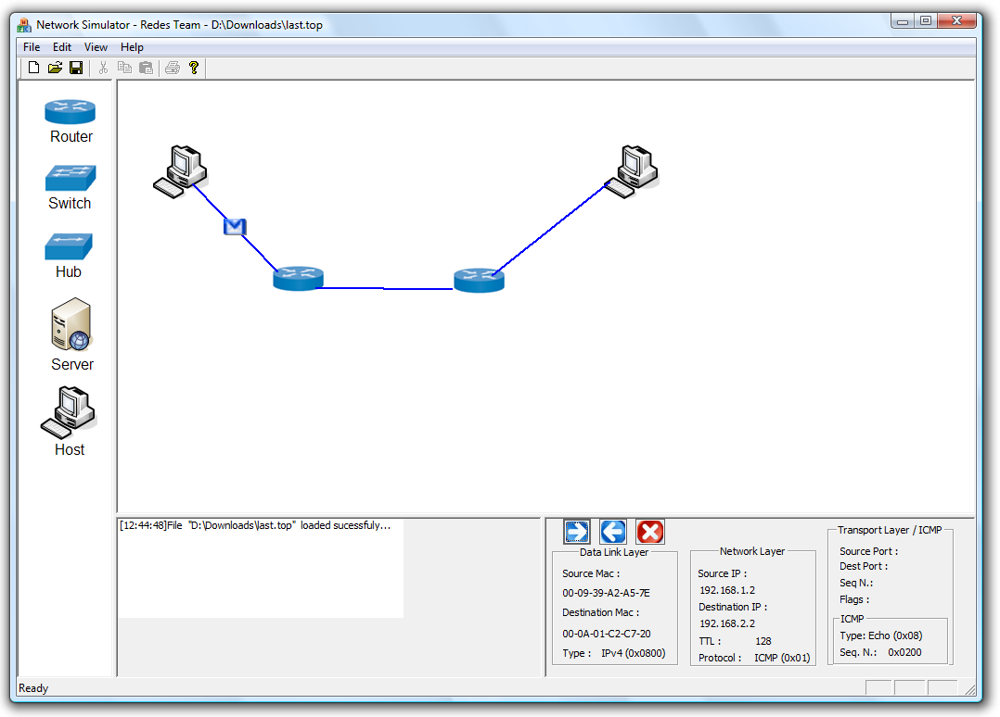 Network Simulator - Redes Team - D:\Downloads\last.top
File Edit View Help
Router
Switch
Hub
Server
Host
[12:44:48]File "D:\Downloads\last.top" loaded sucessfuly...
Data Link Layer
Source Mac :
00-09-39-A2-A5-7E
Destination Mac :
00-0A-01-C2-C7-20
Type : IPv4 (0x0800)
Network Layer
Source IP :
192.168.1.2
Destination IP :
192.168.2.2
TTL : 128
Protocol : ICMP (0x01)
Transport Layer / ICMP
Source Port :
Dest Port :
Seq N.:
Flags :
ICMP
Type: Echo (0x08)
Seq. N.: 0x0200
Ready